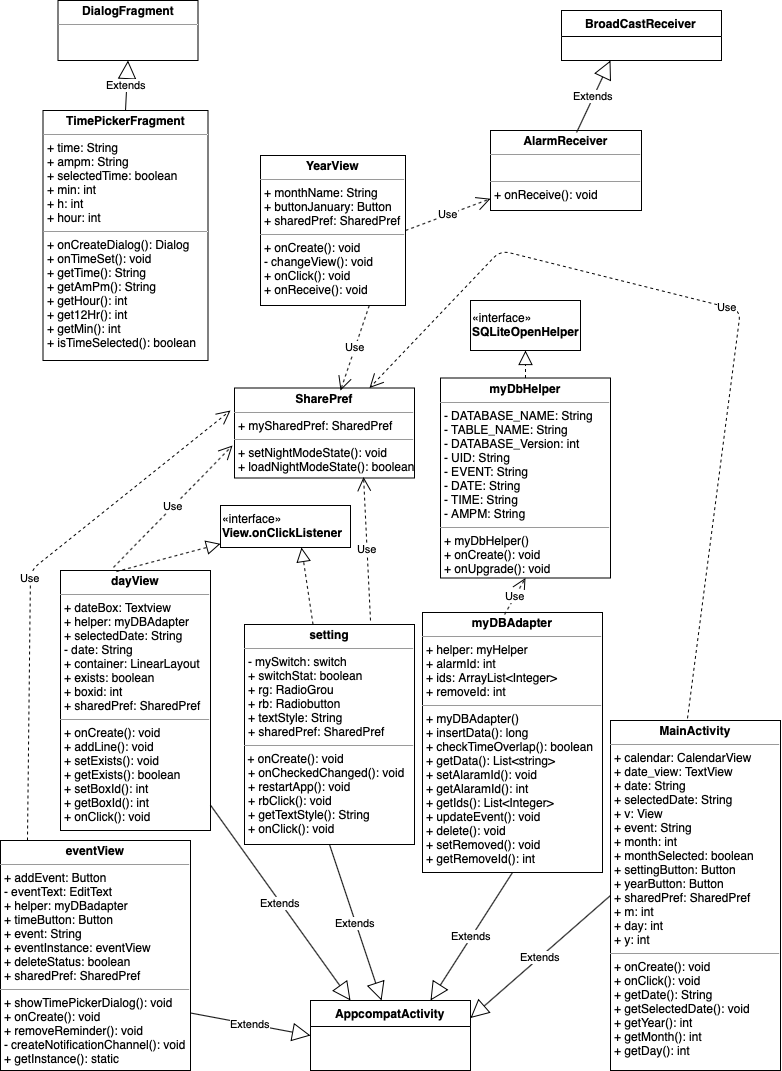 DialogFragment
Extends
TimePickerFragment
+ time: String
+ ampm: String
+ selectedTime: boolean
+ min: int
+ h: int
+ hour: int
+ onCreateDialog(): Dialog
+ onTimeSet(): void
+ getTime(): String
+ getAmPm(): String
+ getHour(): int
+ get12Hr(): int
+ getMin(): int
+ isTimeSelected(): boolean
BroadCastReceiver
Extends
AlarmReceiver
+ onReceive(): void
YearView
+ monthName: String
+ buttonJanuary: Button
+ sharedPref: SharedPref
+ onCreate(): void
- changeView(): void
+ onClick(): void
+ onReceive(): void
Use
Use
Use
«interface»
SQLiteOpenHelper
SharePref
+ mySharedPref: SharedPref
+ setNightModeState(): void
+ loadNightModeState(): boolean
myDbHelper
- DATABASE_NAME: String
- TABLE_NAME: String
- DATABASE_Version: int
- UID: String
- EVENT: String
- DATE: String
- TIME: String
- AMPM: String
+ myDbHelper()
+ onCreate(): void
+ onUpgrade(): void
Use
Use
Use
Use
«interface»
View.onClickListener
dayView
+ dateBox: Textview
+ helper: myDBAdapter
+ selectedDate: String
- date: String
+ container: LinearLayout
+ exists: boolean
+ boxid: int
+ sharedPref: SharedPref
+ onCreate(): void
+ addLine(): void
+ setExists(): void
+ getExists(): boolean
+ setBoxId(): int
+ getBoxId(): int
+ onClick(): void
setting
- mySwitch: switch
+ switchStat: boolean
+ rg: RadioGrou
+ rb: Radiobutton
+ textStyle: String
+ sharedPref: SharedPref
+ onCreate(): void
+ onCheckedChanged(): void
+ restartApp(): void
+ rbClick(): void
+ getTextStyle(): String
+ onClick(): void
myDBAdapter
+ helper: myHelper
+ alarmId: int
+ ids: ArrayList<Integer>
+ removeId: int
+ myDBAdapter()
+ insertData(): long
+ checkTimeOverlap(): boolean
+ getData(): List<string>
+ setAlaramId(): void
+ getAlaramId(): int
+ getIds(): List<Integer>
+ updateEvent(): void
+ delete(): void
+ setRemoved(): void
+ getRemoveId(): int
MainActivity
+ calendar: CalendarView
+ date_view: TextView
+ date: String
+ selectedDate: String
+ v: View
+ event: String
+ month: int
+ monthSelected: boolean
+ settingButton: Button
+ yearButton: Button
+ sharedPref: SharedPref
+ m: int
+ day: int
+ y: int
+ onCreate(): void
+ onClick(): void
+ getDate(): String
+ getSelectedDate(): void
+ getYear(): int
+ getMonth(): int
+ getDay(): int
eventView
+ addEvent: Button
- eventText: EditText
+ helper: myDBadapter
+ timeButton: Button
+ event: String
+ eventInstance: eventView
+ deleteStatus: boolean
+ sharedPref: SharedPref
+ showTimePickerDialog(): void
+ onCreate(): void
+ removeReminder(): void
- createNotificationChannel(): void
+ getInstance(): static
Extends
Extends
Extends
Extends
Extends
AppcompatActivity